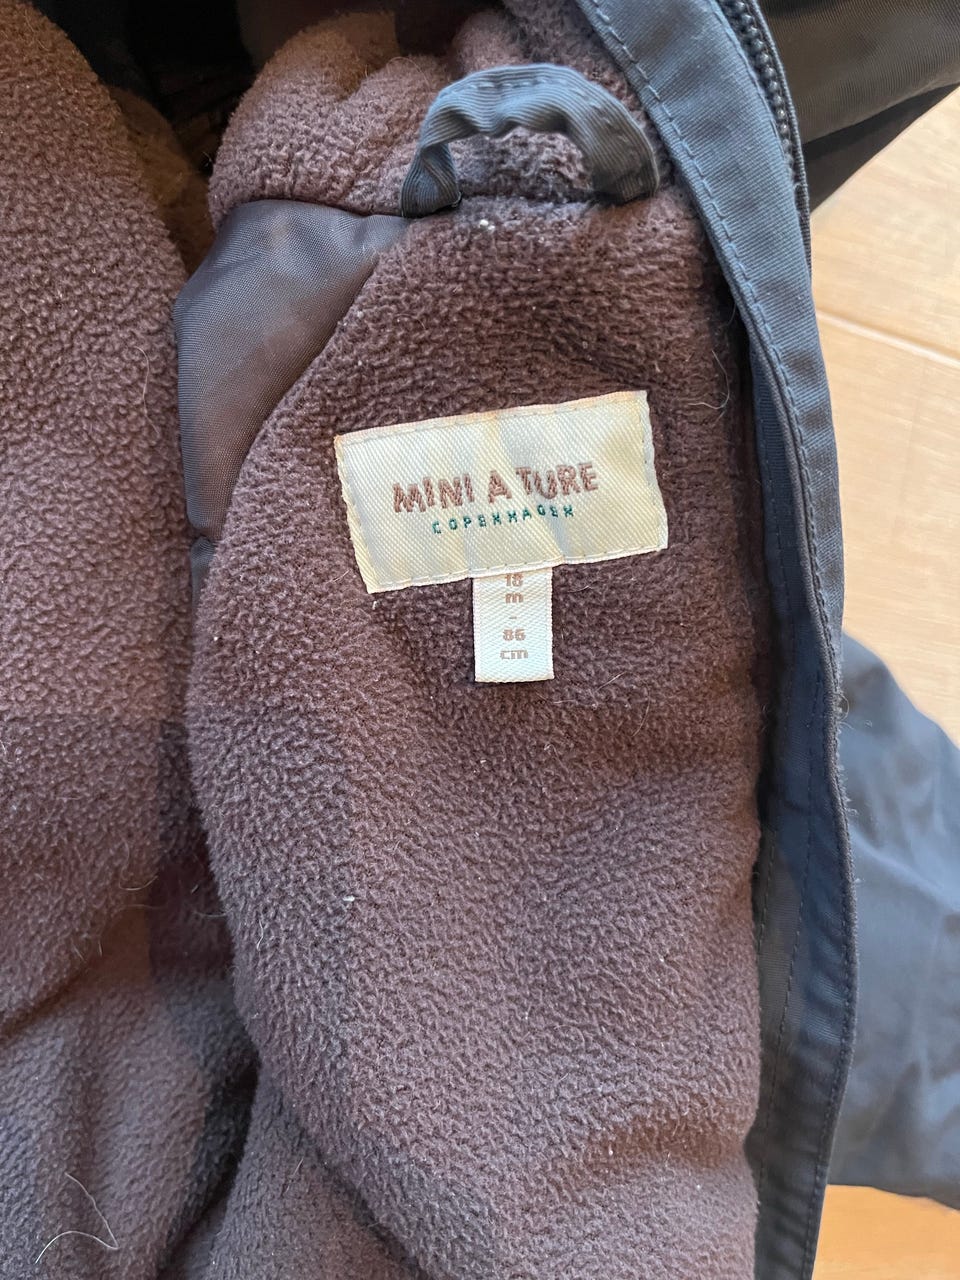 MINI A TURE
COPENHAGEN
18
m
-
86
cm